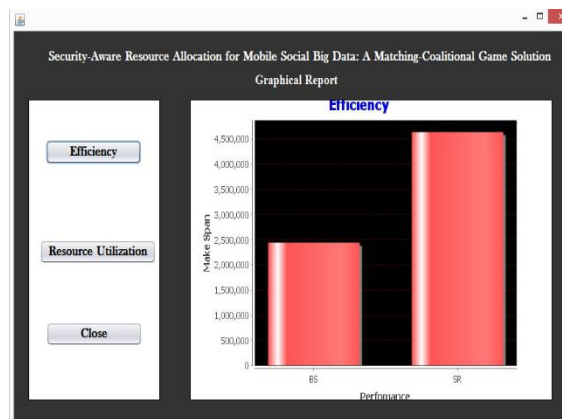 Security-Aware Resource Allocation for Mobile Social Big Data: A Matching-Coalitional Game Solution
Graphical Report
Efficiency
Resource Utilization
Close
Efficiency
Make Span
4,500,000
4,000,000
3,500,000
3,000,000
2,500,000
2,000,000
1,500,000
1,000,000
500,000
0
BS
SR
Perfomance